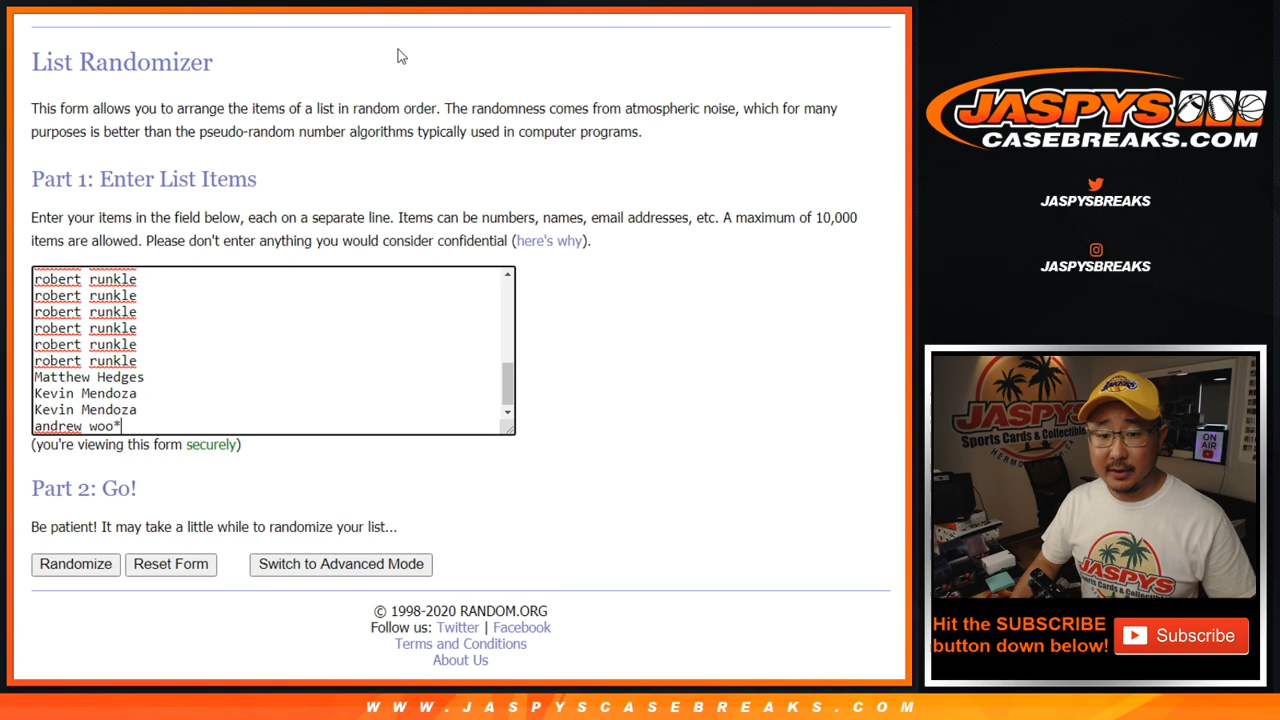 List Randomizer
This form allows you to arrange the items of a list in random order. The randomness comes from atmospheric noise, which for many
purposes is better than the pseudo-random number algorithms typically used in computer programs.
Part 1: Enter List Items
Enter your items in the field below, each on a separate line. Items can be numbers, names, email addresses, etc. A maximum of 10,000
items are allowed. Please don't enter anything you would consider confidential (here's why).
robert runkle
robert runkle
robert runkle
robert runkle
robert runkle
robert runkle
Matthew Hedges
Kevin Mendoza
Kevin Mendoza
andrew woo*
(you're viewing this form securely)
Part 2: Go!
Be patient! It may take a little while to randomize your list...
Randomize
Reset Form
Switch to Advanced Mode
© 1998-2020 RANDOM.ORG
Follow us: Twitter | Facebook
Terms and Conditions
About Us
JASPYS
CASEBREAKS.COM
JASPYSBREAKS
JASPYSBREAKS
JASPYS
Sports Cards & Collectible
ON
AIR
JASPYS
Hit the SUBSCRIBE
button down below!
Subscribe
WWW.JASPYSCASEBREAKS.COM